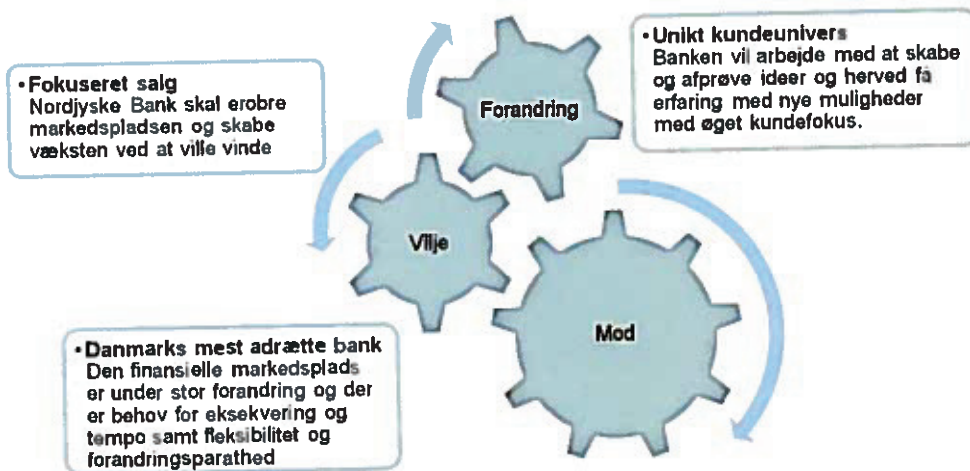 • Unikt kundeunivers
Banken vil arbejde med at skabe
og afprøve ideer og herved få
erfaring med nye muligheder
med øget kundefokus.
• Fokuseret salg
Nordjyske Bank skal erobre
markedspladsen og skabe
væksten ved at ville vinde
Forandring
Vilje
Mod
• Danmarks mest adrætte bank
Den finansielle markedsplads
er under stor forandring og der
er behov for eksekvering og
tempo samt fleksibilitet og
forandringsparathed